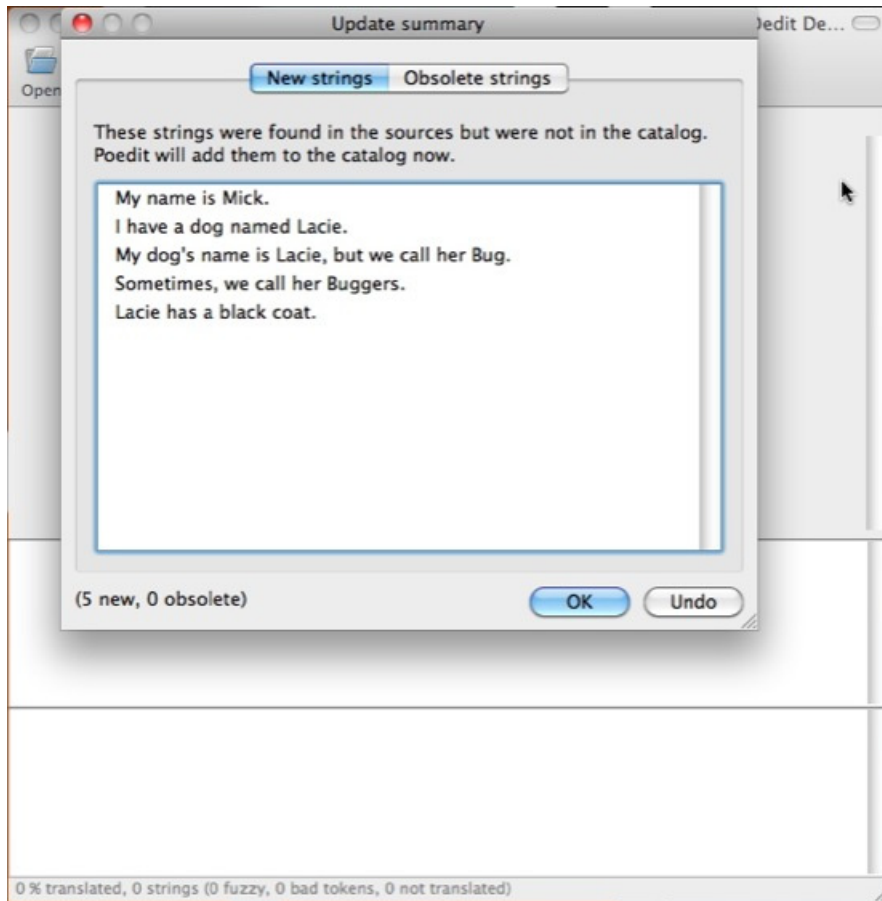 Update summary
Dedit De...
Open
New strings Obsolete strings
These strings were found in the sources but were not in the catalog.
Poedit will add them to the catalog now.
My name is Mick.
I have a dog named Lacie.
My dog's name is Lacie, but we call her Bug.
Sometimes, we call her Buggers.
Lacie has a black coat.
(5 new, 0 obsolete)
OK Undo
0 % translated, 0 strings (0 fuzzy, 0 bad tokens, 0 not translated)